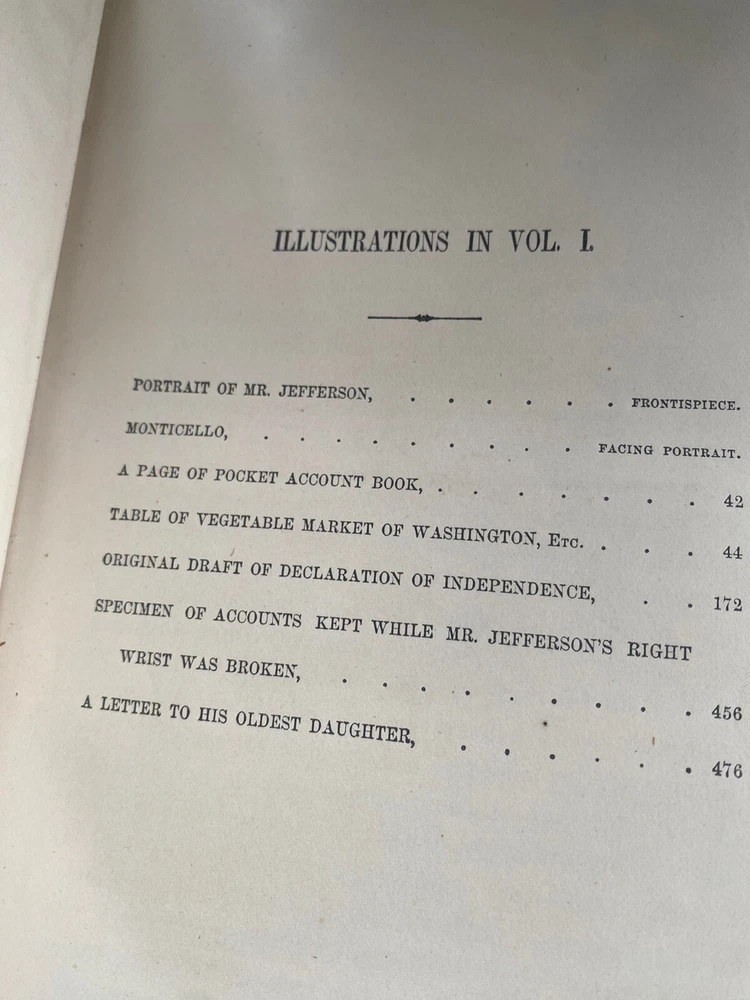 ILLUSTRATIONS IN VOL. I.
PORTRAIT OF MR. JEFFERSON, . . . . . . FRONTISPIECE.
MONTICELLO, . . . . . . . . . FACING PORTRAIT.
A PAGE OF POCKET ACCOUNT BOOK, . . . . . . . 42
TABLE OF VEGETABLE MARKET OF WASHINGTON, ETC. . . . 44
ORIGINAL DRAFT OF DECLARATION OF INDEPENDENCE, . . 172
SPECIMEN OF ACCOUNTS KEPT WHILE MR. JEFFERSON'S RIGHT
WRIST WAS BROKEN, . . . . . . . . . 456
A LETTER TO HIS OLDEST DAUGHTER, . . . . . . 476